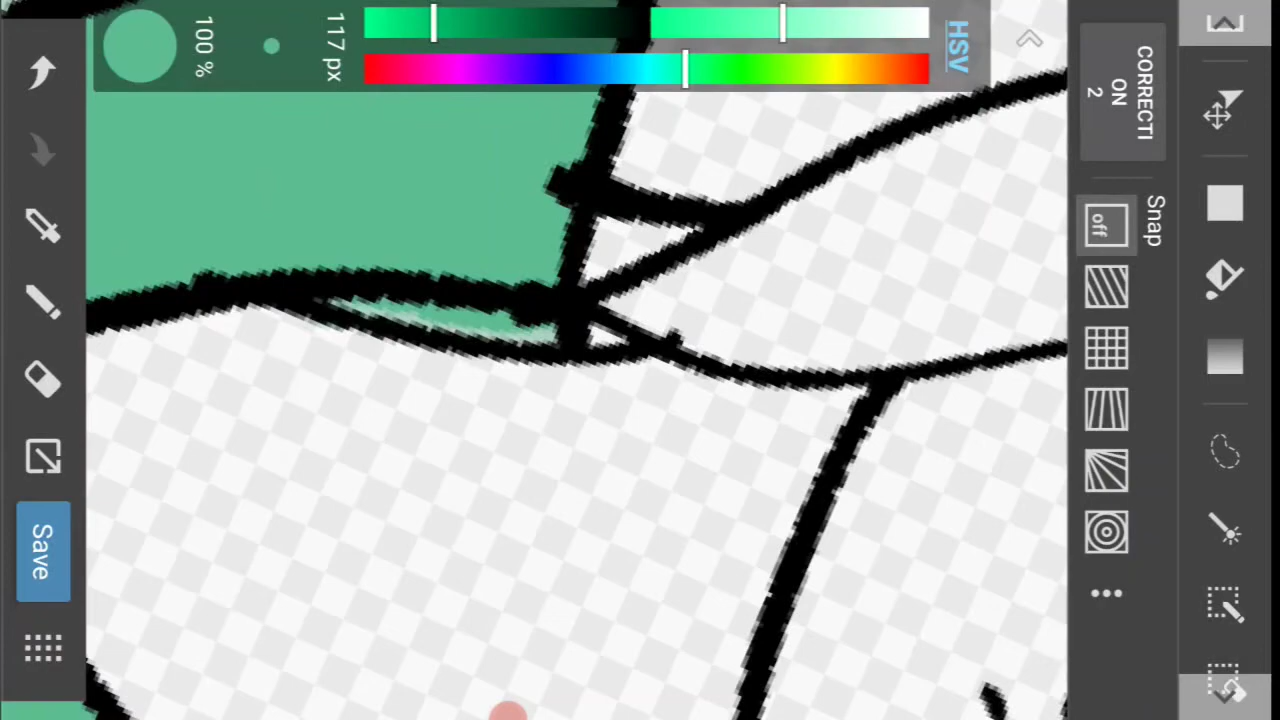 HSV
117 px
100 %
CORRECTI
ON
2
Snap
off
Save